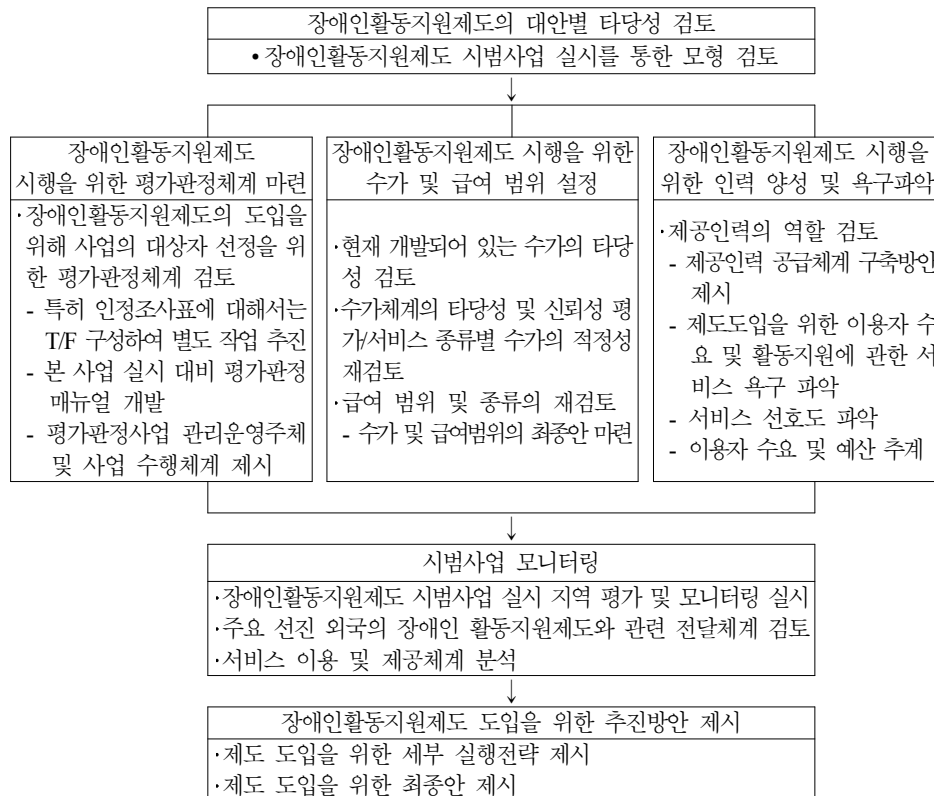 장애인활동지원제도의 대안별 타당성 검토
• 장애인활동지원제도 시범사업 실시를 통한 모형 검토
↓
장애인활동지원제도
시행을 위한 평가판정체계 마련
·장애인활동지원제도의 도입을
위해 사업의 대상자 선정을 위
한 평가판정체계 검토
- 특히 인정조사표에 대해서는
T/F 구성하여 별도 작업 추진
- 본 사업 실시 대비 평가판정
매뉴얼 개발
- 평가판정사업 관리운영주체
및 사업 수행체계 제시
장애인활동지원제도 시행을 위한
수가 및 급여 범위 설정
·현재 개발되어 있는 수가의 타당
성 검토
·수가체계의 타당성 및 신뢰성 평
가/서비스 종류별 수가의 적정성
재검토
·급여 범위 및 종류의 재검토
- 수가 및 급여범위의 최종안 마련
장애인활동지원제도 시행을
위한 인력 양성 및 욕구파악
·제공인력의 역할 검토
- 제공인력 공급체계 구축방안
제시
- 제도도입을 위한 이용자 수
요 및 활동지원에 관한 서
비스 욕구 파악
- 서비스 선호도 파악
- 이용자 수요 및 예산 추계
↓
시범사업 모니터링
·장애인활동지원제도 시범사업 실시 지역 평가 및 모니터링 실시
·주요 선진 외국의 장애인 활동지원제도와 관련 전달체계 검토
·서비스 이용 및 제공체계 분석
↓
장애인활동지원제도 도입을 위한 추진방안 제시
·제도 도입을 위한 세부 실행전략 제시
·제도 도입을 위한 최종안 제시